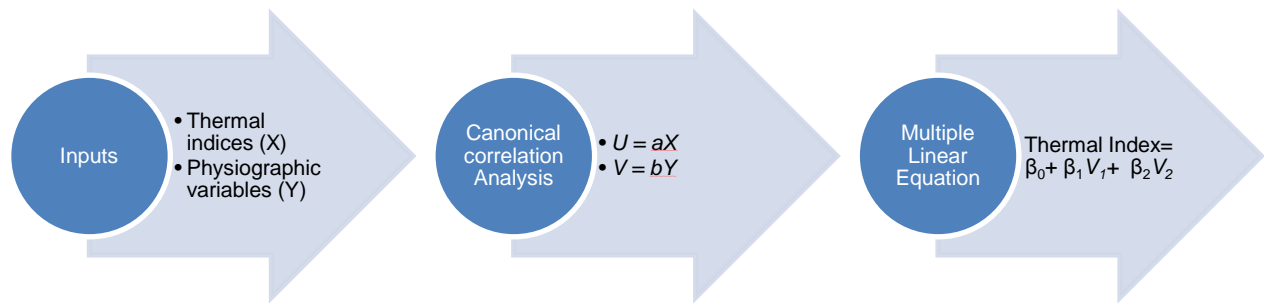 Inputs
• Thermal
indices (X)
• Physiographic
variables (Y)
Canonical
correlation
Analysis
• U = aX
• V = bY
Multiple
Linear
Equation
Thermal Index=
β₀+ β₁V₁+ β₂V₂